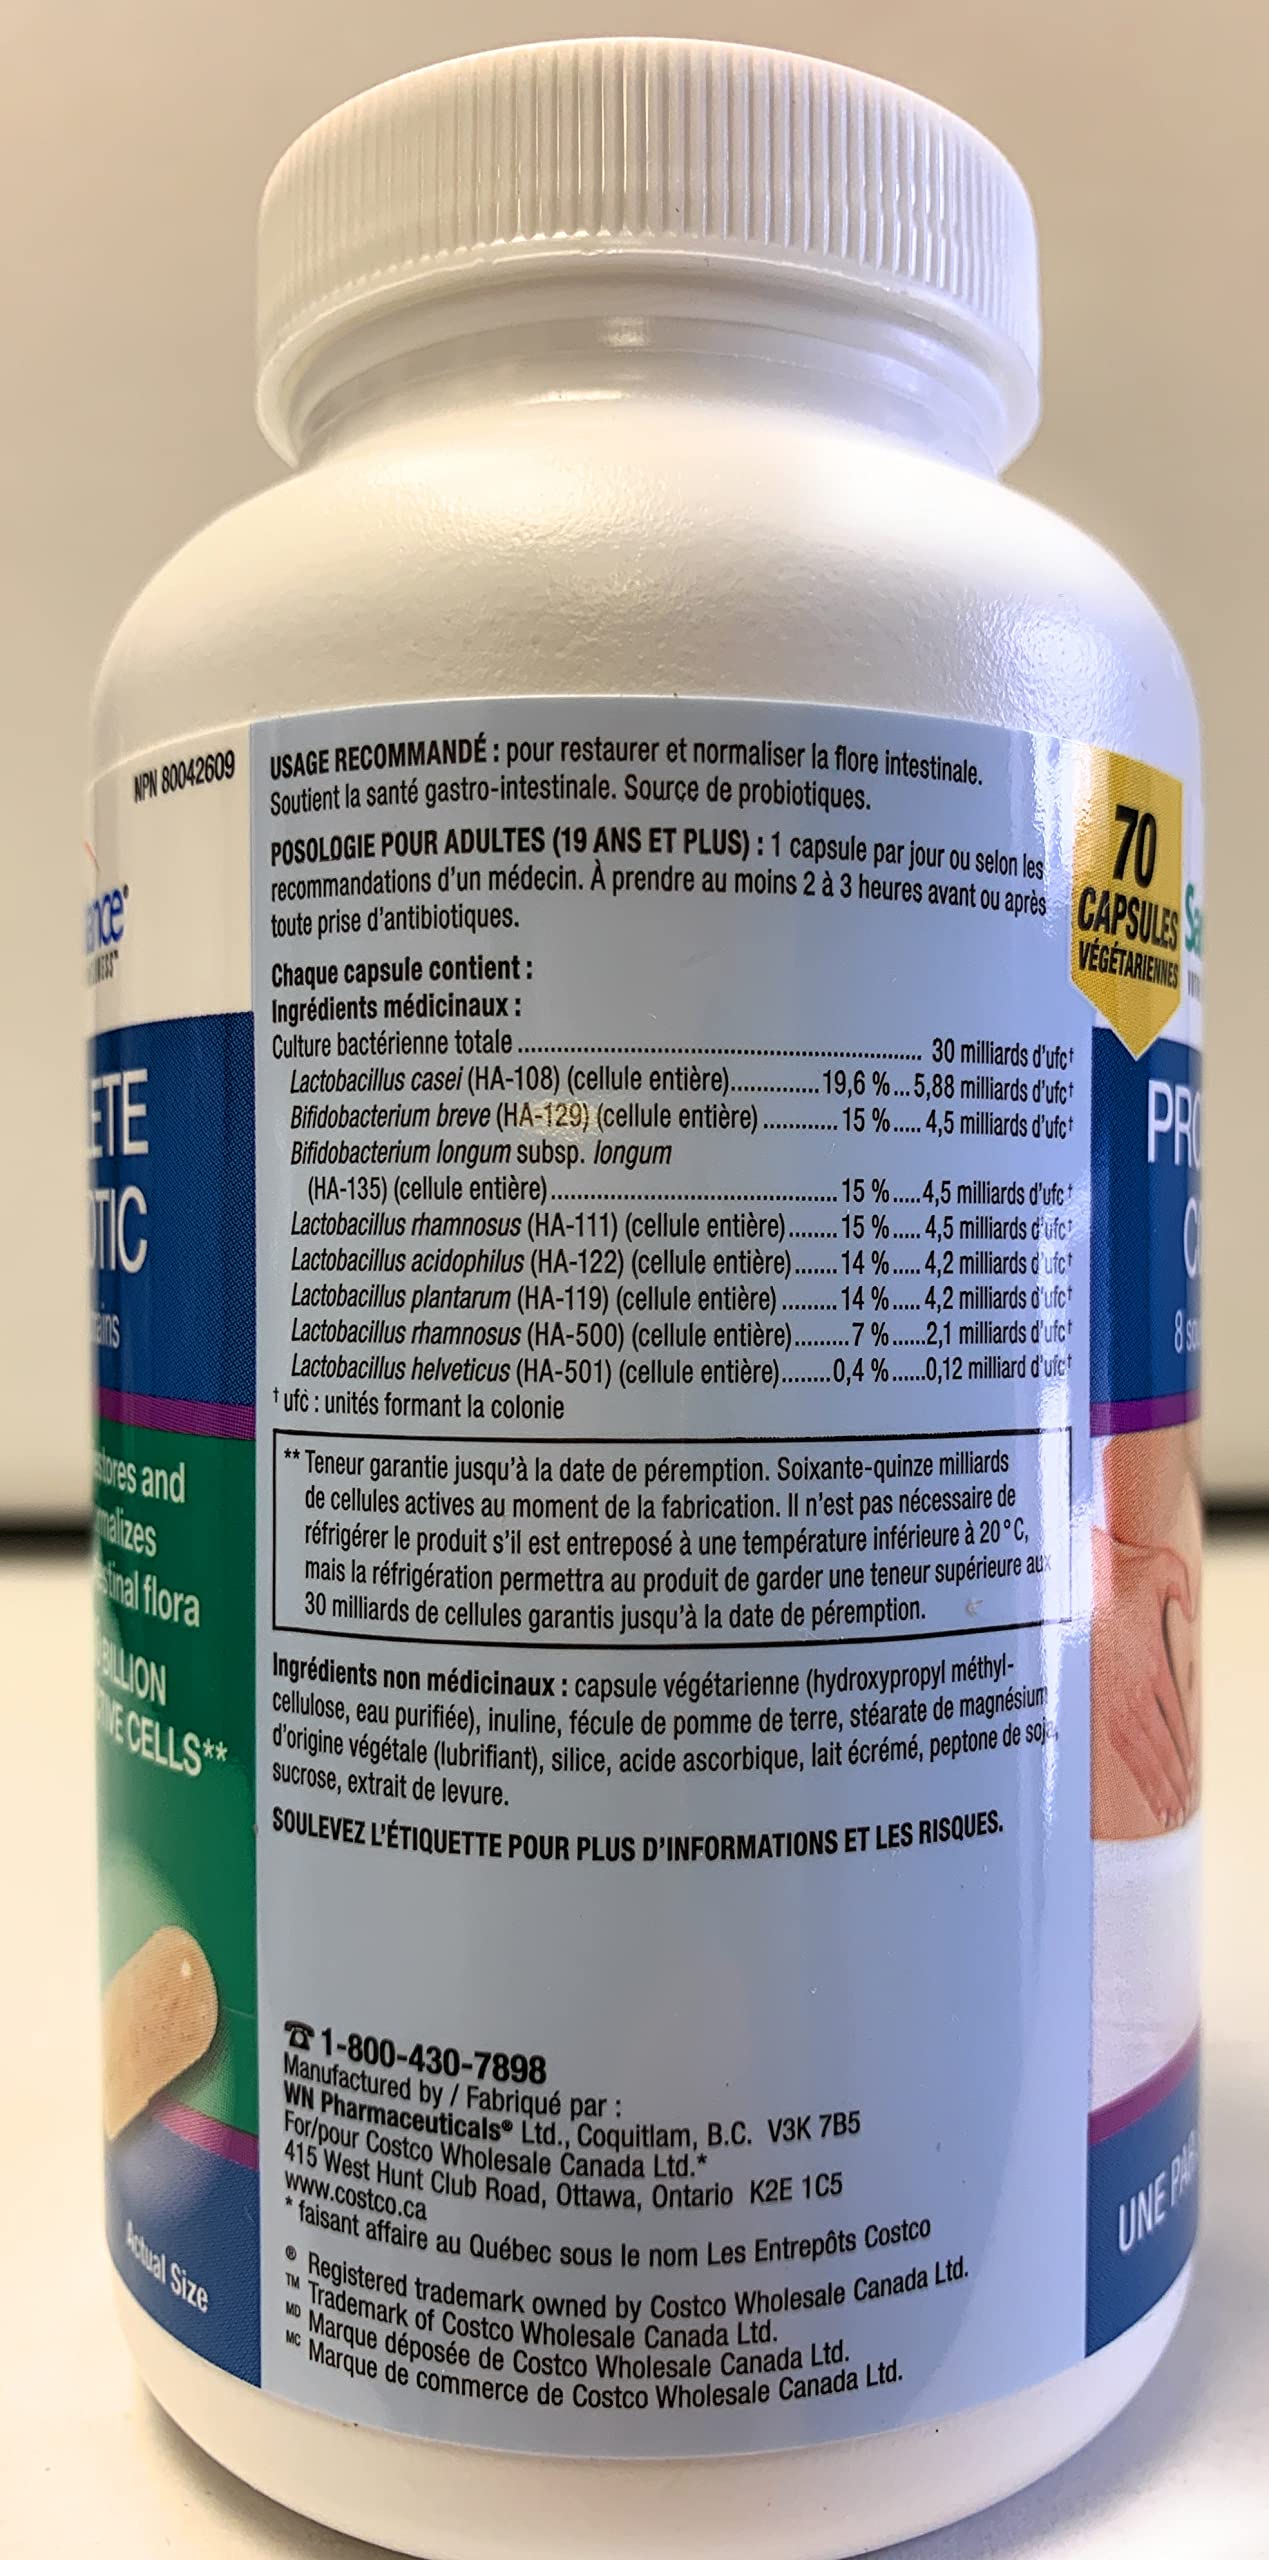 NPN 80042609
ance®
NESS™
ETE
OTIC
rains
stores and
rmalizes
estinal flora
BILLION
TIVE CELLS**
Actual Size
USAGE RECOMMANDÉ : pour restaurer et normaliser la flore intestinale.
Soutient la santé gastro-intestinale. Source de probiotiques.
POSOLOGIE POUR ADULTES (19 ANS ET PLUS) : 1 capsule par jour ou selon les
recommandations d'un médecin. À prendre au moins 2 à 3 heures avant ou après
toute prise d'antibiotiques.
Chaque capsule contient :
Ingrédients médicinaux :
Culture bactérienne totale ................................ 30 milliards d'ufc†
Lactobacillus casei (HA-108) (cellule entière).............. 19,6 %... 5,88 milliards d'ufc†
Bifidobacterium breve (HA-129) (cellule entière) ............ 15 %..... 4,5 milliards d'ufc†
Bifidobacterium longum subsp. longum
(HA-135) (cellule entière)................................ 15 %.....4,5 milliards d'ufc†
Lactobacillus rhamnosus (HA-111) (cellule entière)........ 15 %..... 4,5 milliards d'ufc†
Lactobacillus acidophilus (HA-122) (cellule entière)....... 14 %..... 4,2 milliards d'ufc†
Lactobacillus plantarum (HA-119) (cellule entière) ......... 14 %..... 4,2 milliards d'ufc†
Lactobacillus rhamnosus (HA-500) (cellule entière).........7 %......2,1 milliards d'ufc†
Lactobacillus helveticus (HA-501) (cellule entière)........0,4 %......0,12 milliard d'ufc†
† ufc : unités formant la colonie
** Teneur garantie jusqu'à la date de péremption. Soixante-quinze milliards
de cellules actives au moment de la fabrication. Il n'est pas nécessaire de
réfrigérer le produit s'il est entreposé à une température inférieure à 20 °C,
mais la réfrigération permettra au produit de garder une teneur supérieure aux
30 milliards de cellules garantis jusqu'à la date de péremption.
Ingrédients non médicinaux : capsule végétarienne (hydroxypropyl méthyl-
cellulose, eau purifiée), inuline, fécule de pomme de terre, stéarate de magnésium
d'origine végétale (lubrifiant), silice, acide ascorbique, lait écrémé, peptone de soja,
sucrose, extrait de levure.
SOULEVEZ L'ÉTIQUETTE POUR PLUS D'INFORMATIONS ET LES RISQUES.
☎ 1-800-430-7898
Manufactured by / Fabriqué par :
WN Pharmaceuticals® Ltd., Coquitlam, B.C. V3K 7B5
For/pour Costco Wholesale Canada Ltd.*
415 West Hunt Club Road, Ottawa, Ontario K2E 1C5
www.costco.ca
* faisant affaire au Québec sous le nom Les Entrepôts Costco
® Registered trademark owned by Costco Wholesale Canada Ltd.
TM Trademark of Costco Wholesale Canada Ltd.
MD Marque déposée de Costco Wholesale Canada Ltd.
MC Marque de commerce de Costco Wholesale Canada Ltd.
70
CAPSULES
VÉGÉTARIENNES
Sa
PRO
C
8 so
UNE PAR